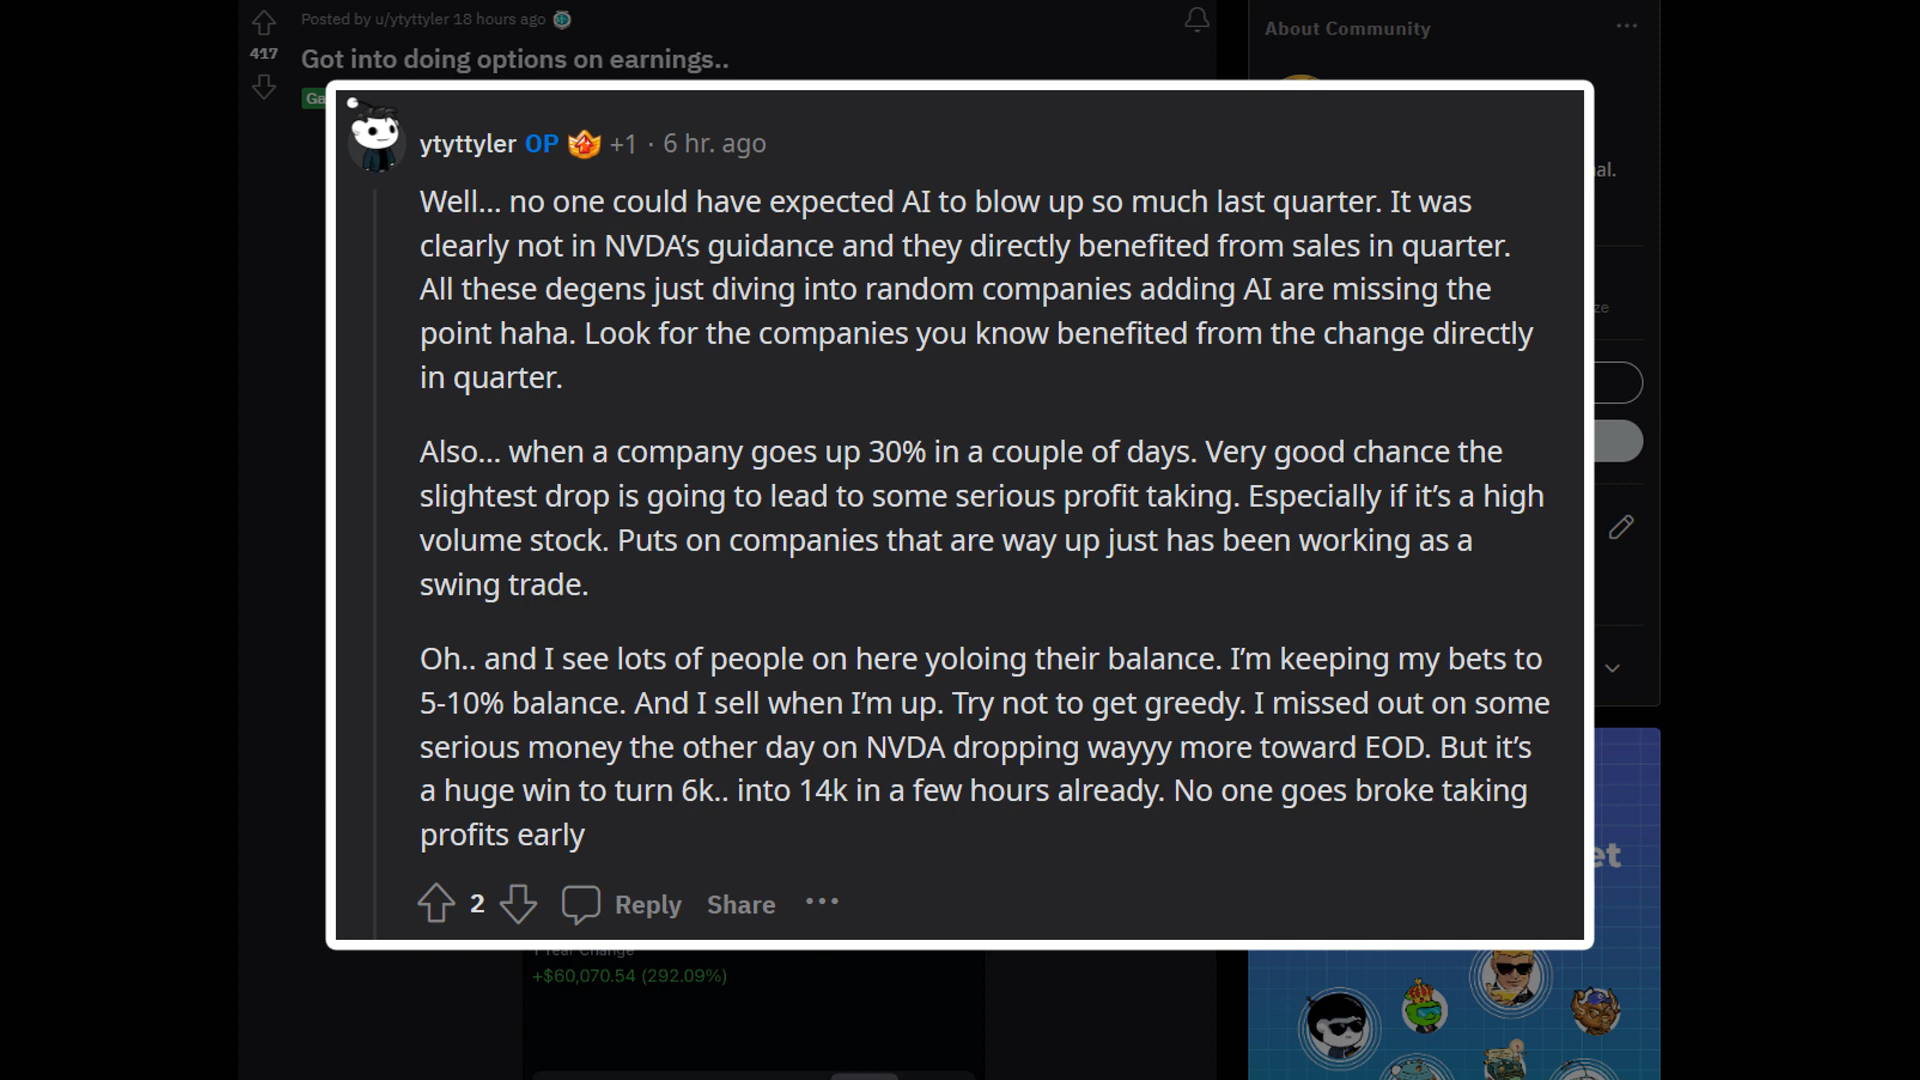 Posted by u/ytyttyler 18 hours ago
417
Got into doing options on earnings..
Ga
About Community
ytyttyler OP +1 · 6 hr. ago
Well... no one could have expected AI to blow up so much last quarter. It was
clearly not in NVDA’s guidance and they directly benefited from sales in quarter.
All these degens just diving into random companies adding AI are missing the
point haha. Look for the companies you know benefited from the change directly
in quarter.
Also... when a company goes up 30% in a couple of days. Very good chance the
slightest drop is going to lead to some serious profit taking. Especially if it’s a high
volume stock. Puts on companies that are way up just has been working as a
swing trade.
Oh.. and I see lots of people on here yoloing their balance. I’m keeping my bets to
5-10% balance. And I sell when I’m up. Try not to get greedy. I missed out on some
serious money the other day on NVDA dropping wayyy more toward EOD. But it’s
a huge win to turn 6k.. into 14k in a few hours already. No one goes broke taking
profits early
2 Reply Share
al.
ze
et
1 Year Change
+$60,070.54 (292.09%)